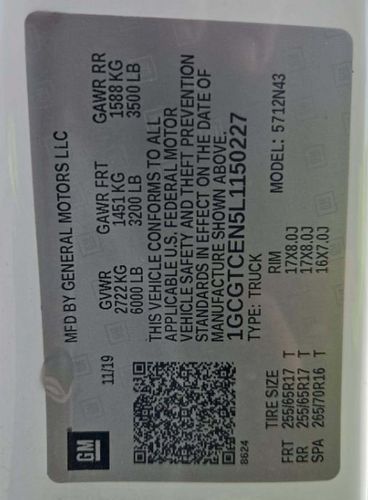 GM
MFD BY GENERAL MOTORS LLC
11/19
GVWR GAWR FRT GAWR RR
2722 KG 1451 KG 1588 KG
6000 LB 3200 LB 3500 LB
THIS VEHICLE CONFORMS TO ALL
APPLICABLE U.S. FEDERAL MOTOR
VEHICLE SAFETY AND THEFT PREVENTION
STANDARDS IN EFFECT ON THE DATE OF
MANUFACTURE SHOWN ABOVE.
1GCGTCEN5L1150227
8624
TYPE: TRUCK MODEL: 5712N43
TIRE SIZE RIM
FRT 255/65R17 T 17X8.0J
RR 255/65R17 T 17X8.0J
SPA 265/70R16 T 16X7.0J